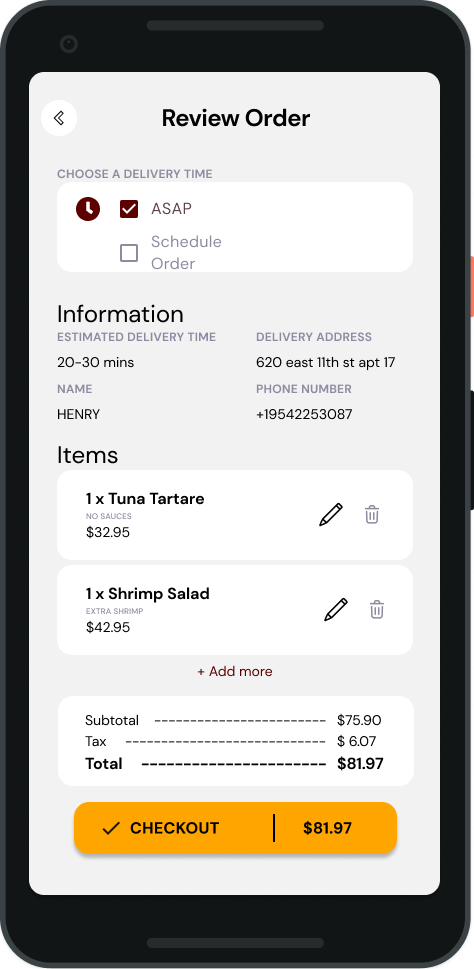 Review Order
CHOOSE A DELIVERY TIME
ASAP
Schedule
Order
Information
ESTIMATED DELIVERY TIME
DELIVERY ADDRESS
20-30 mins
620 east 11th st apt 17
NAME
PHONE NUMBER
HENRY
+19542253087
Items
1 x Tuna Tartare
NO SAUCES
$32.95
1 x Shrimp Salad
EXTRA SHRIMP
$42.95
+ Add more
Subtotal ----------------------- $75.90
Tax --------------------------- $ 6.07
Total ----------------------- $81.97
CHECKOUT | $81.97